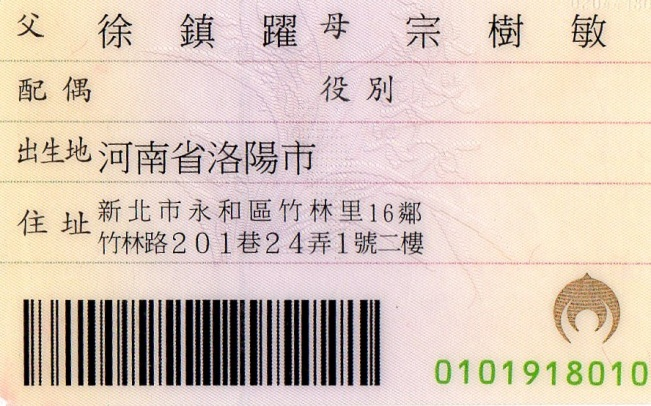 父 徐鎮躍 母 宗樹敏
配偶 役別
出生地 河南省洛陽市
住址 新北市永和區竹林里16鄰
竹林路201巷24弄1號二樓
0101918010